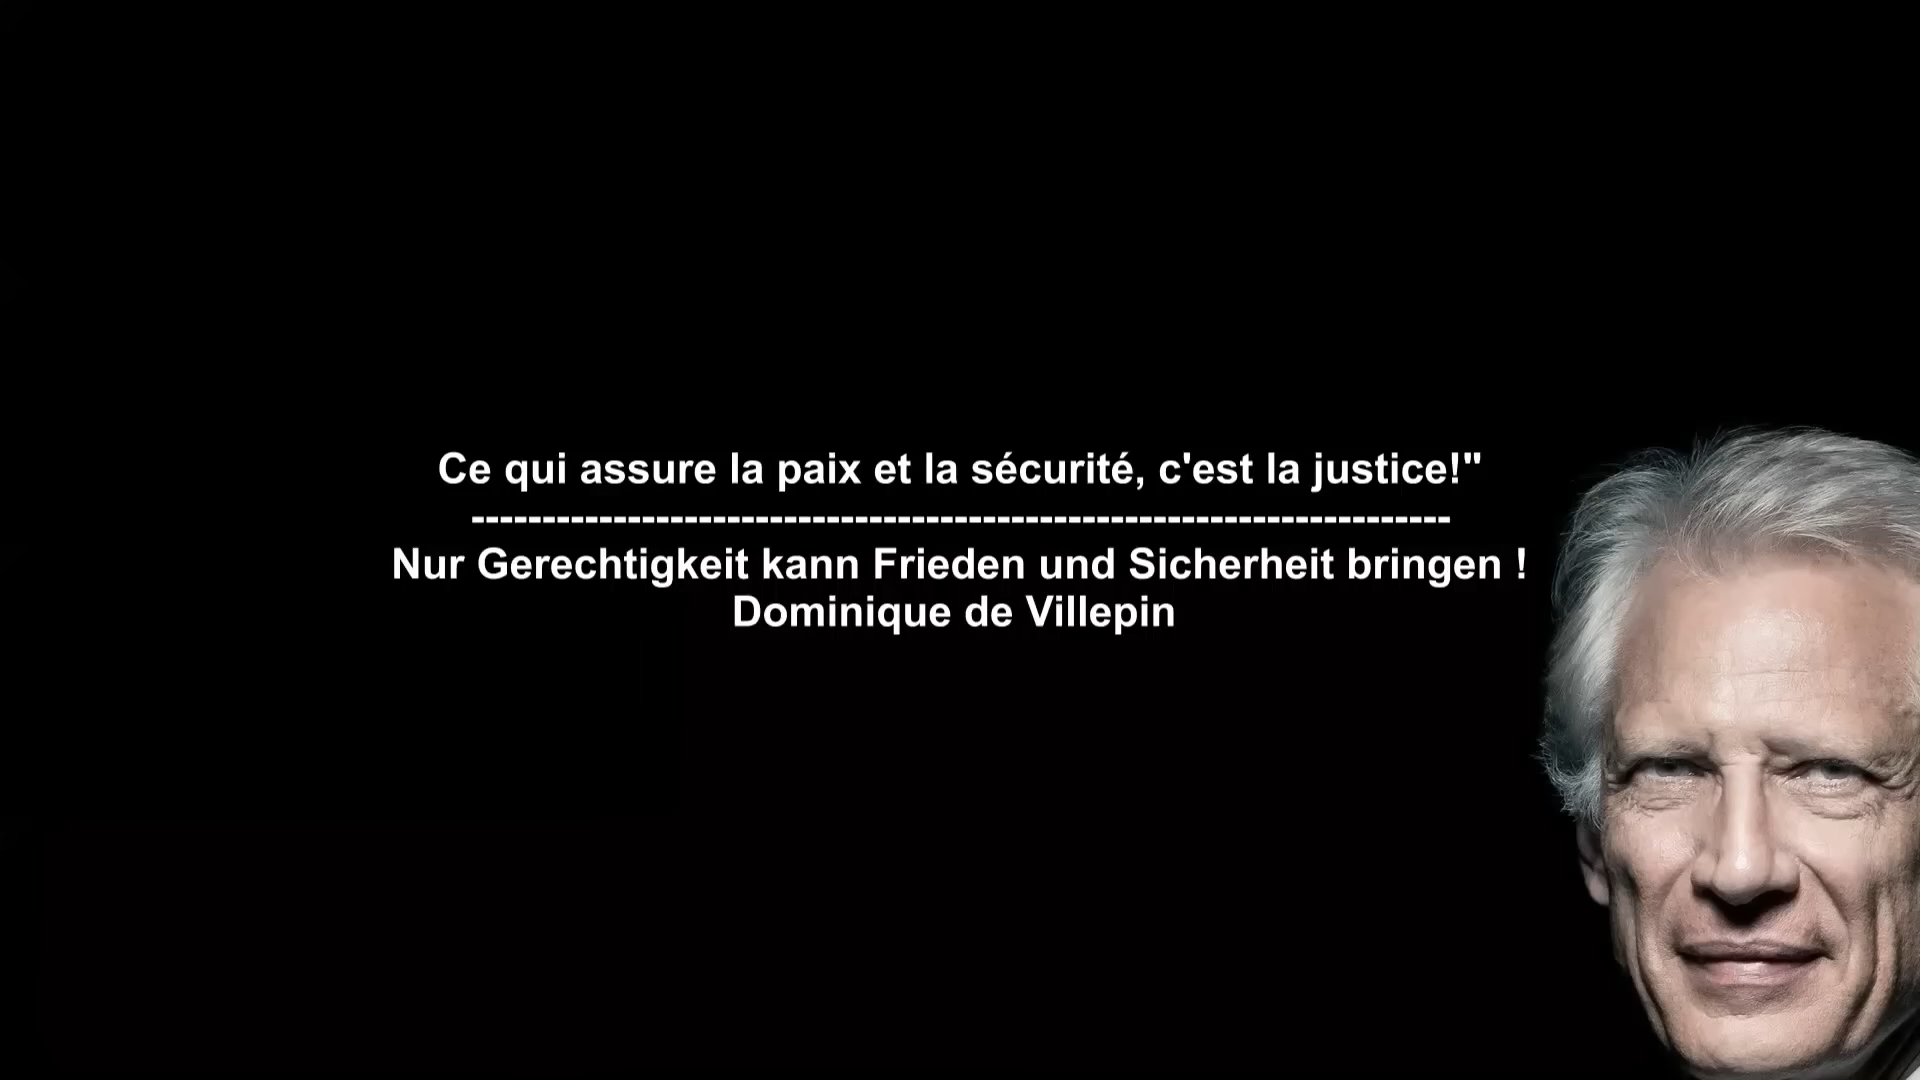 Ce qui assure la paix et la sécurité, c'est la justice!"
---------------------------------------------------------------------
Nur Gerechtigkeit kann Frieden und Sicherheit bringen !
Dominique de Villepin